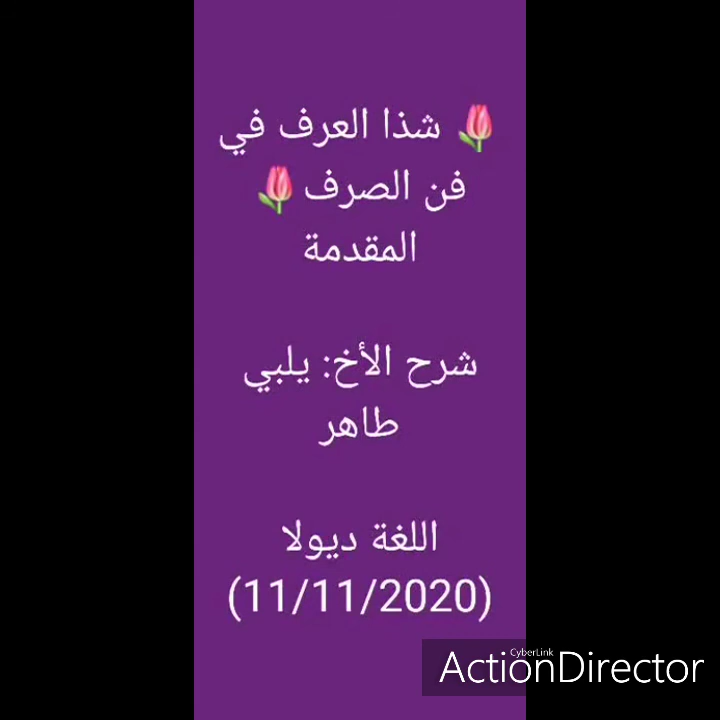 🌷 شذا العرف في
فن الصرف 🌷
المقدمة
شرح الأخ: يلبي
طاهر
اللغة ديولا
(11/11/2020)
CyberLink
ActionDirector